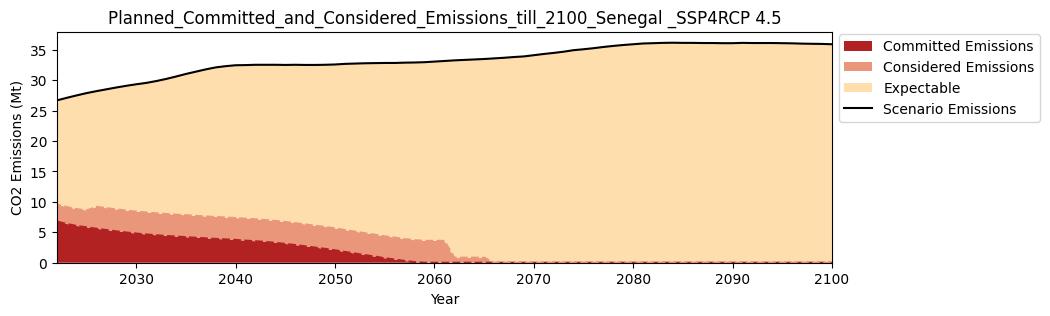 Planned_Committed_and_Considered_Emissions_till_2100_Senegal _SSP4RCP 4.5
CO2 Emissions (Mt)
35
30
25
20
15
10
5
0
2030 2040 2050 2060 2070 2080 2090 2100
Year
Committed Emissions
Considered Emissions
Expectable
Scenario Emissions